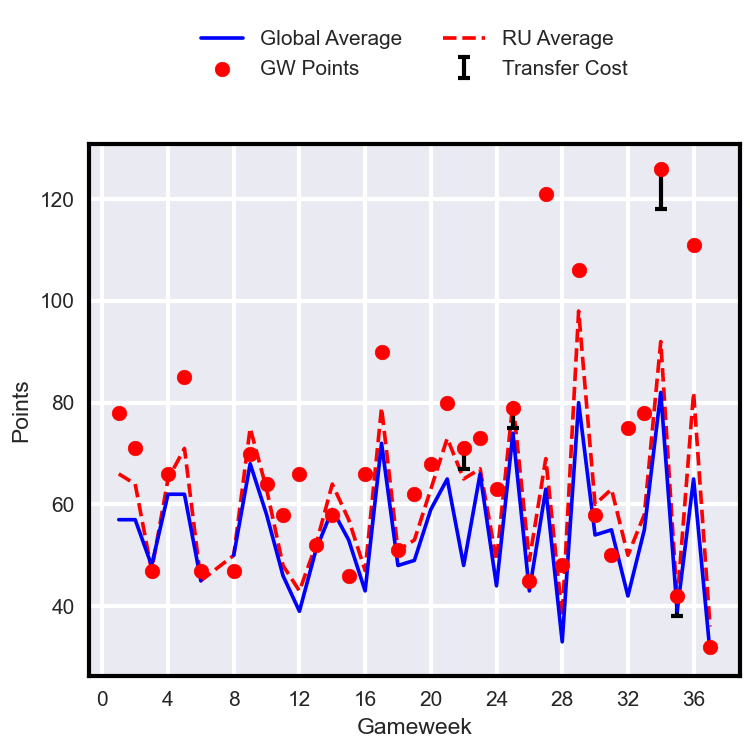 Global Average RU Average
GW Points Transfer Cost
120
100
80
60
40
Points
0 4 8 12 16 20 24 28 32 36
Gameweek